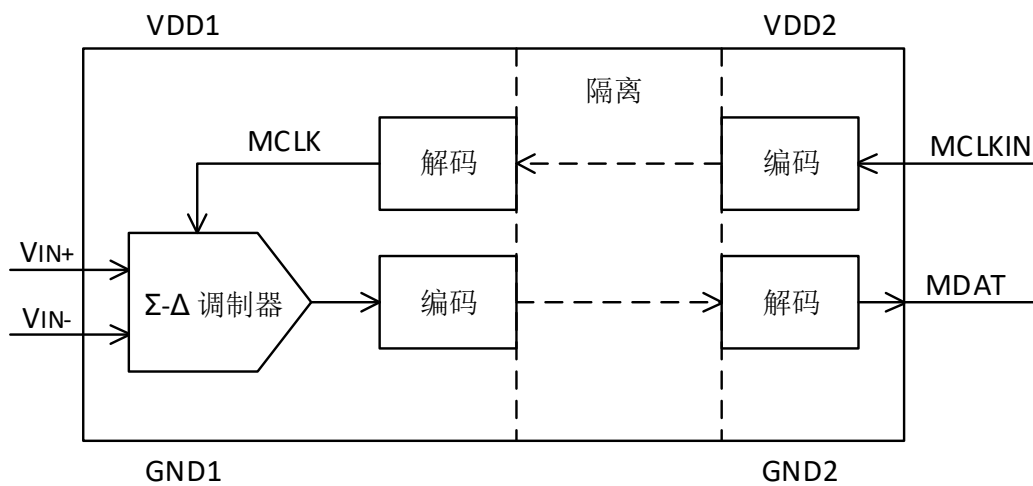 VDD1
VDD2
隔离
MCLK
解码
编码
MCLKIN
VIN+
Σ-Δ 调制器
编码
解码
MDAT
VIN-
GND1
GND2